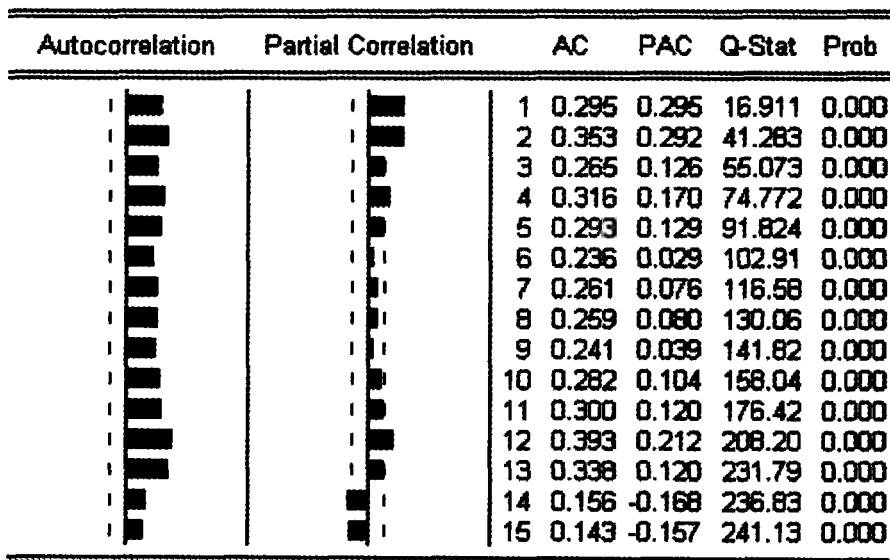 Autocorrelation Partial Correlation AC PAC Q-Stat Prob
1 0.295 0.295 16.911 0.000
2 0.353 0.292 41.283 0.000
3 0.265 0.126 55.073 0.000
4 0.316 0.170 74.772 0.000
5 0.293 0.129 91.824 0.000
6 0.236 0.029 102.91 0.000
7 0.261 0.076 116.58 0.000
8 0.259 0.080 130.06 0.000
9 0.241 0.039 141.82 0.000
10 0.282 0.104 158.04 0.000
11 0.300 0.120 176.42 0.000
12 0.393 0.212 208.20 0.000
13 0.338 0.120 231.79 0.000
14 0.156 -0.168 236.83 0.000
15 0.143 -0.157 241.13 0.000